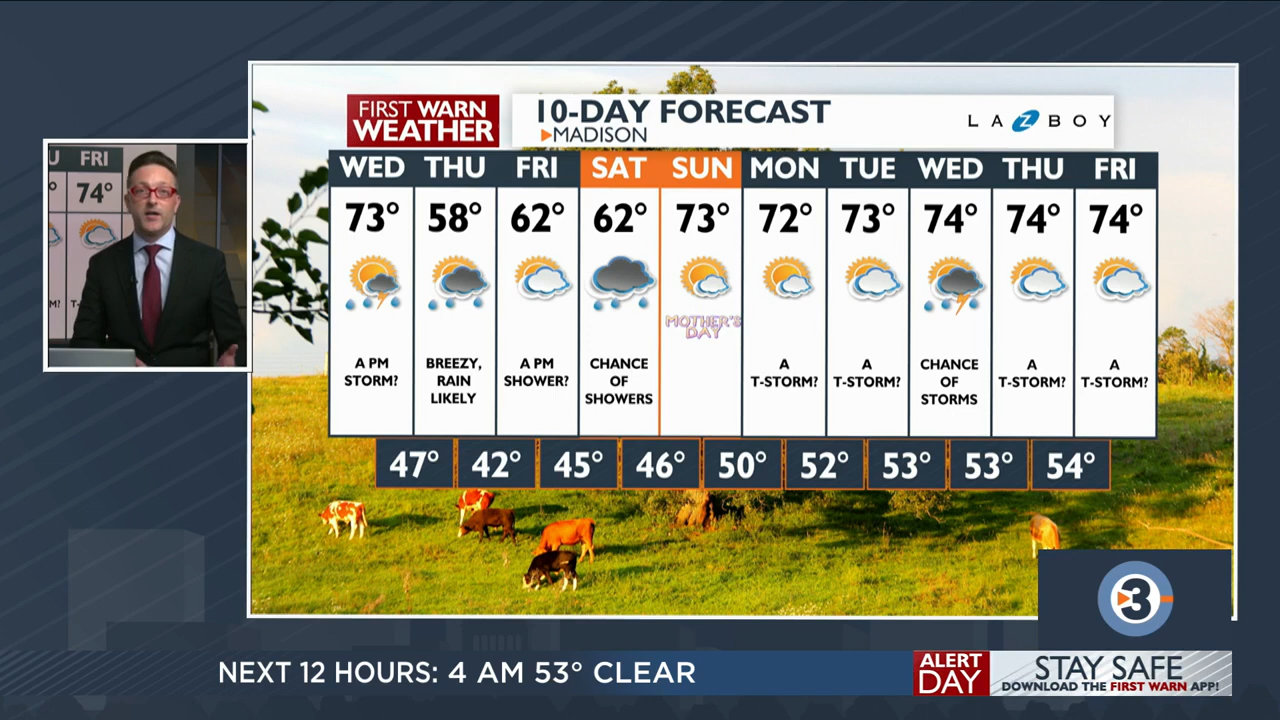 FIRST WARN
WEATHER
10-DAY FORECAST
MADISON
LA Z BOY
WED THU FRI SAT SUN MON TUE WED THU FRI
73° 58° 62° 62° 73° 72° 73° 74° 74° 74°
MOTHER'S
DAY
A PM
STORM?
BREEZY,
RAIN
LIKELY
A PM
SHOWER?
CHANCE
OF
SHOWERS
A
T-STORM?
A
T-STORM?
CHANCE
OF
STORMS
A
T-STORM?
A
T-STORM?
47° 42° 45° 46° 50° 52° 53° 53° 54°
U FRI
74°
3
NEXT 12 HOURS: 4 AM 53° CLEAR
ALERT
DAY
STAY SAFE
DOWNLOAD THE FIRST WARN APP!